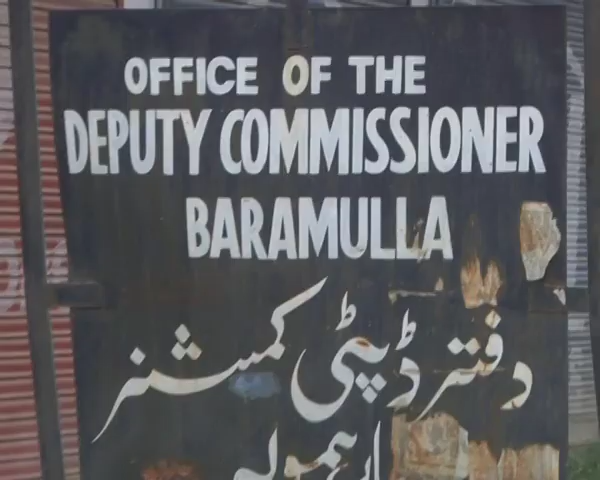 OFFICE OF THE
DEPUTY COMMISSIONER
BARAMULLA
دفتر ڈپٹی کمشنر